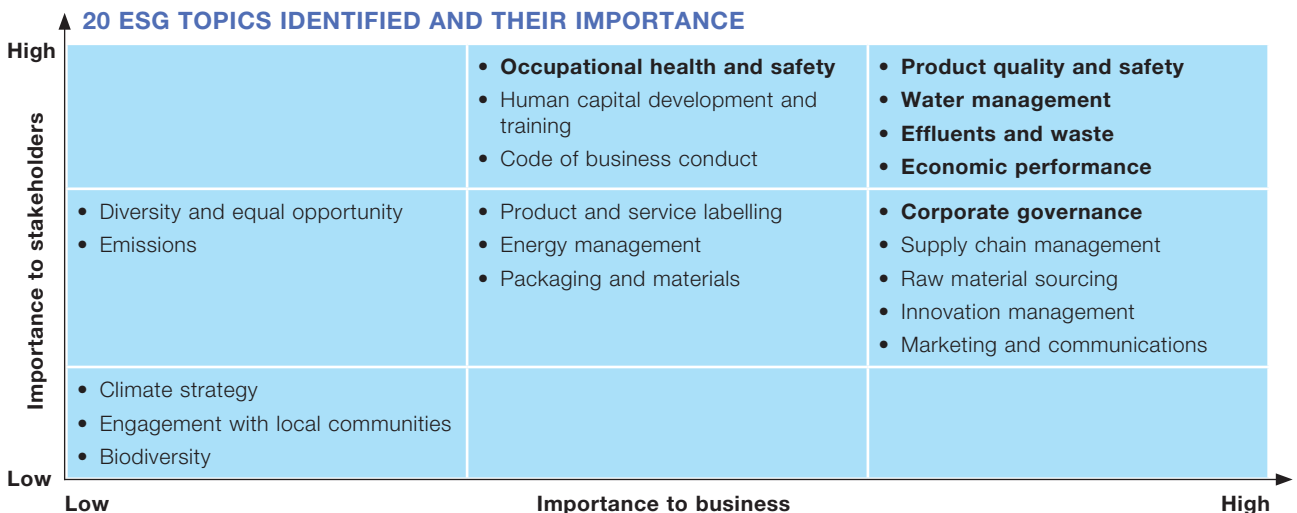 20 ESG TOPICS IDENTIFIED AND THEIR IMPORTANCE
High
Importance to stakeholders
• Occupational health and safety
• Human capital development and
training
• Code of business conduct
• Product quality and safety
• Water management
• Effluents and waste
• Economic performance
• Diversity and equal opportunity
• Emissions
• Product and service labelling
• Energy management
• Packaging and materials
• Corporate governance
• Supply chain management
• Raw material sourcing
• Innovation management
• Marketing and communications
• Climate strategy
• Engagement with local communities
• Biodiversity
Low
Low
Importance to business
High